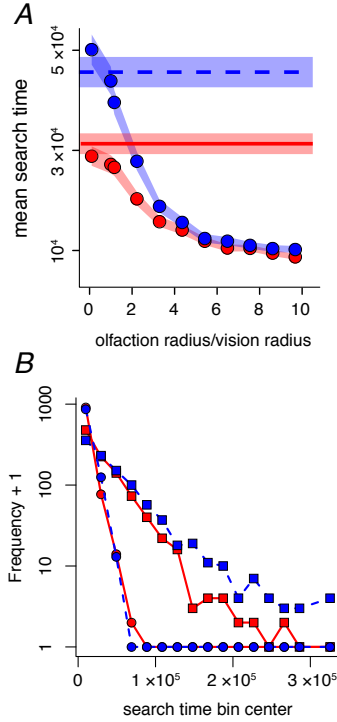 A
mean search time
5×10⁴
3×10⁴
10⁴
0 2 4 6 8 10
olfaction radius/vision radius
B
Frequency + 1
1000
100
10
1
0 1×10⁵ 2×10⁵ 3×10⁵
search time bin center